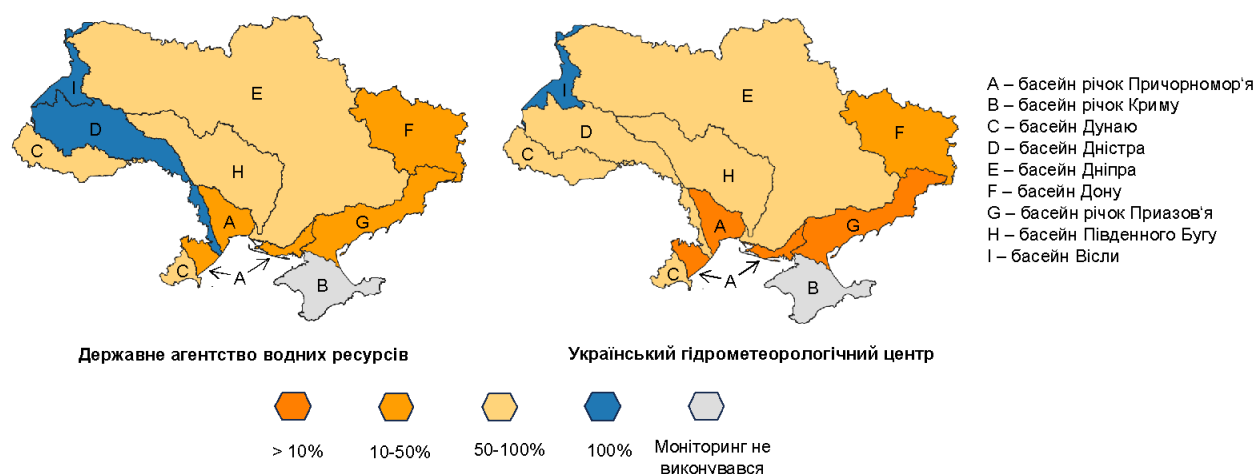 I
E
D
F
C
H
A
G
C
A
B
I
E
D
F
C
H
A
G
C
A
B
A – басейн річок Причорномор‘я
B – басейн річок Криму
C – басейн Дунаю
D – басейн Дністра
E – басейн Дніпра
F – басейн Дону
G – басейн річок Приазов‘я
H – басейн Південного Бугу
I – басейн Вісли
Державне агентство водних ресурсів
Український гідрометеорологічний центр
> 10%
10-50%
50-100%
100%
Моніторинг не
виконувався